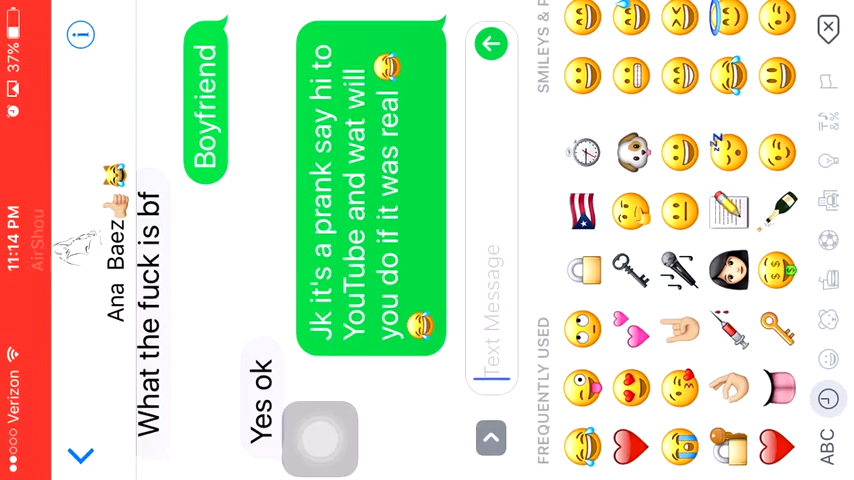 Verizon 11:14 PM 37%
AirShou
Ana Baez
What the fuck is bf
Boyfriend
Yes ok
Jk it's a prank say hi to
YouTube and wat will
you do if it was real
Text Message
FREQUENTLY USED
SMILEYS & P
ABC